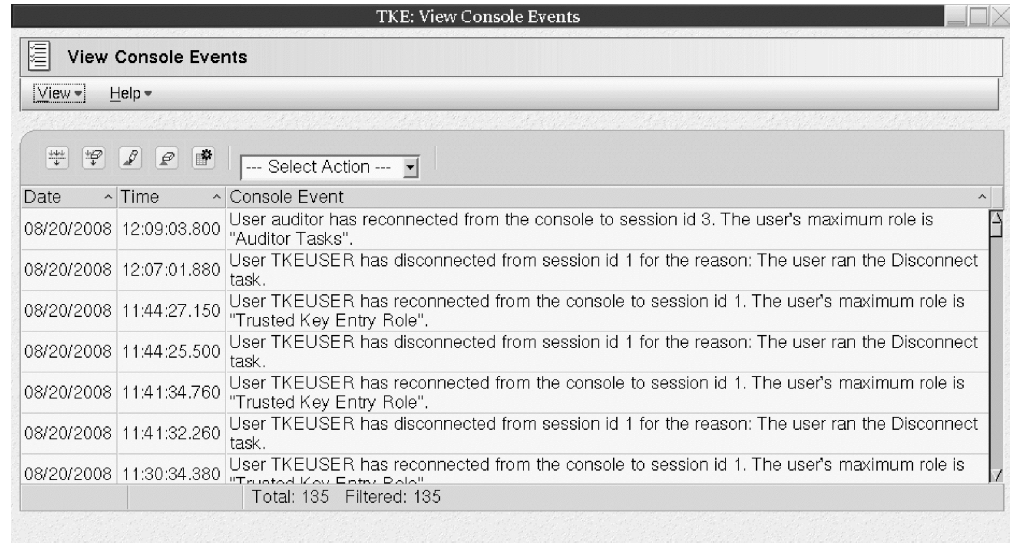 TKE: View Console Events
View Console Events
View Help
--- Select Action ---
Date Time Console Event
08/20/2008 12:09:03.800 User auditor has reconnected from the console to session id 3. The user's maximum role is
"Auditor Tasks".
08/20/2008 12:07:01.880 User TKEUSER has disconnected from session id 1 for the reason: The user ran the Disconnect
task.
08/20/2008 11:44:27.150 User TKEUSER has reconnected from the console to session id 1. The user's maximum role is
"Trusted Key Entry Role".
08/20/2008 11:44:25.500 User TKEUSER has disconnected from session id 1 for the reason: The user ran the Disconnect
task.
08/20/2008 11:41:34.760 User TKEUSER has reconnected from the console to session id 1. The user's maximum role is
"Trusted Key Entry Role".
08/20/2008 11:41:32.260 User TKEUSER has disconnected from session id 1 for the reason: The user ran the Disconnect
task.
08/20/2008 11:30:34.380 User TKEUSER has reconnected from the console to session id 1. The user's maximum role is
"Trusted Key Entry Role".
Total: 135 Filtered: 135